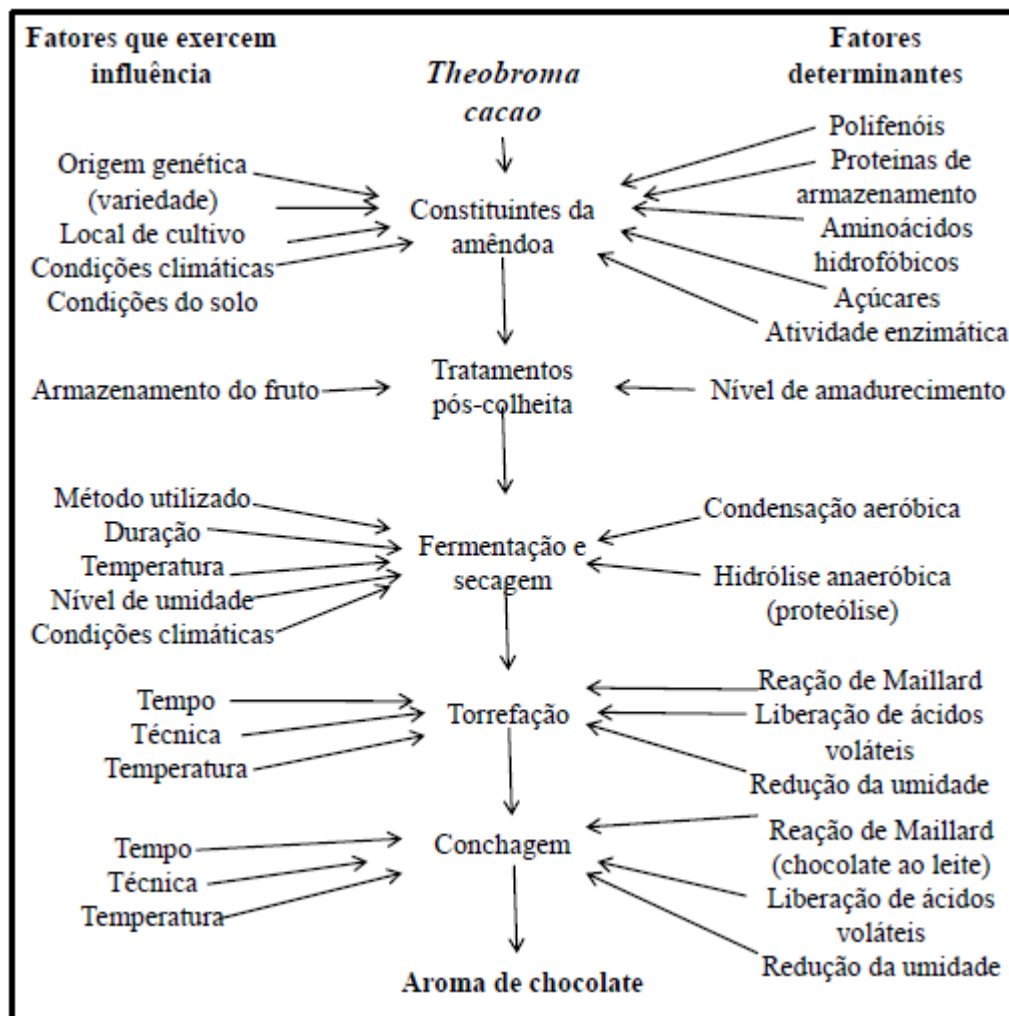 Fatores que exercem
influência
Theobroma
cacao
Fatores
determinantes
Origem genética
(variedade)
Local de cultivo
Condições climáticas
Condições do solo
Constituintes da
amêndoa
Polifenóis
Proteinas de
armazenamento
Aminoácidos
hidrofóbicos
Açúcares
Atividade enzimática
Armazenamento do fruto
Tratamentos
pós-colheita
Nível de amadurecimento
Método utilizado
Duração
Temperatura
Nível de umidade
Condições climáticas
Fermentação e
secagem
Condensação aeróbica
Hidrólise anaeróbica
(proteólise)
Tempo
Técnica
Temperatura
Torrefação
Reação de Maillard
Liberação de ácidos
voláteis
Redução da umidade
Tempo
Técnica
Temperatura
Conchagem
Reação de Maillard
(chocolate ao leite)
Liberação de ácidos
voláteis
Redução da umidade
Aroma de chocolate